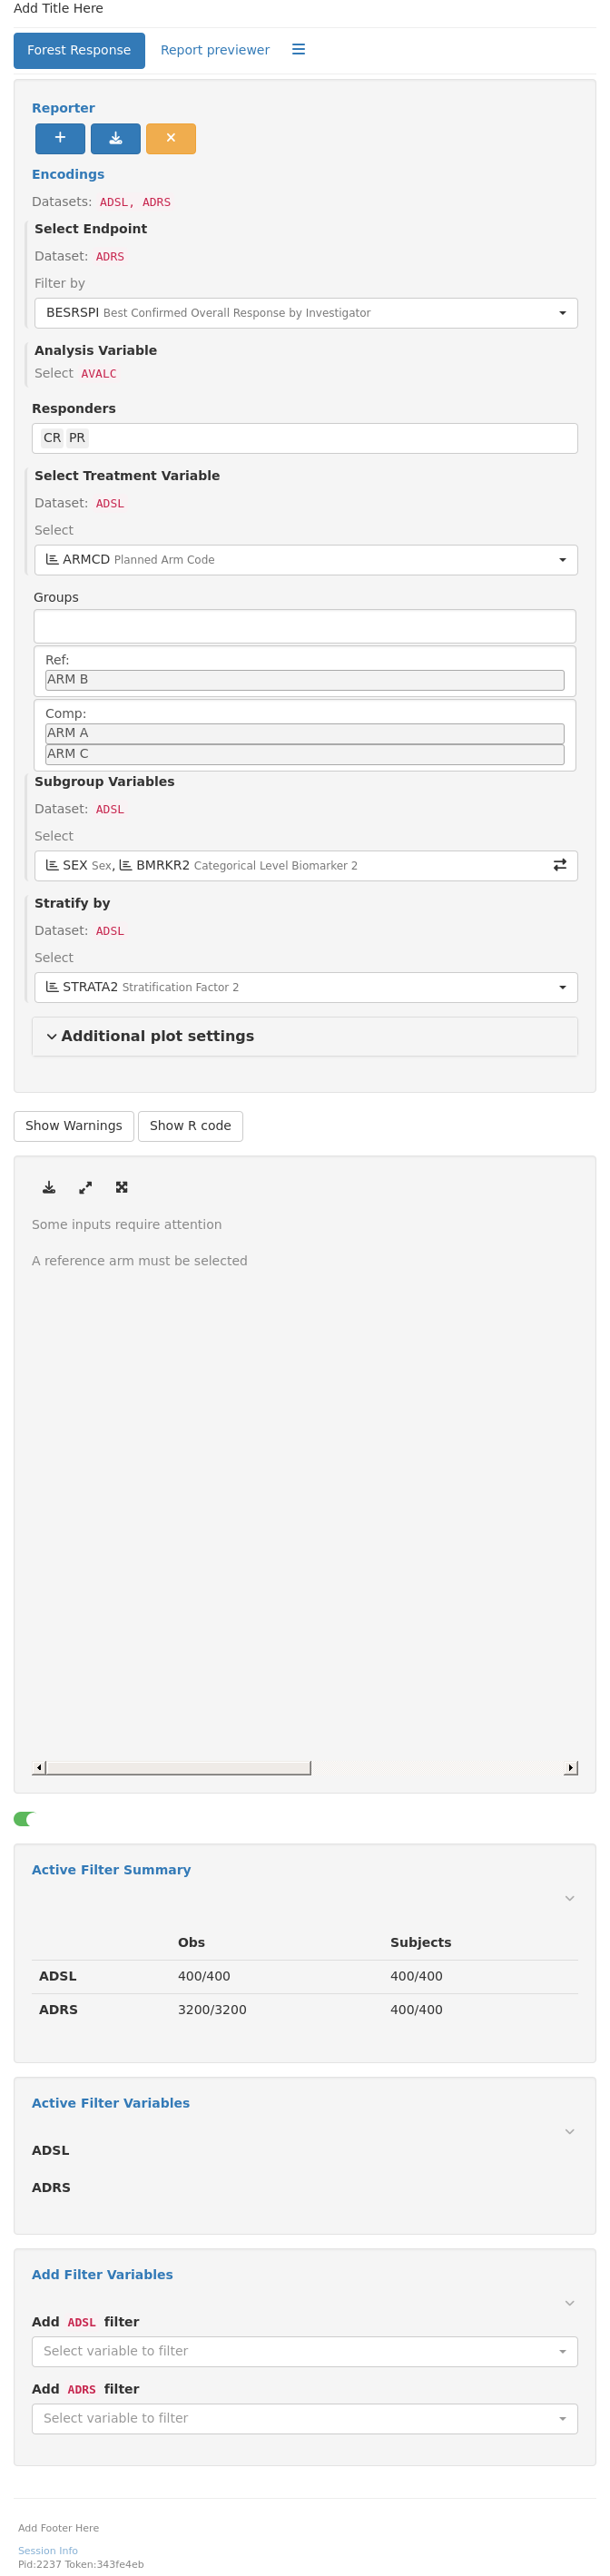 Add Title Here
Forest Response Report previewer
Reporter
Encodings
Datasets: ADSL, ADRS
Select Endpoint
Dataset: ADRS
Filter by
BESRSPI Best Confirmed Overall Response by Investigator
Analysis Variable
Select AVALC
Responders
CR PR
Select Treatment Variable
Dataset: ADSL
Select
ARMCD Planned Arm Code
Groups
Ref:
ARM B
Comp:
ARM A
ARM C
Subgroup Variables
Dataset: ADSL
Select
SEX Sex, BMRKR2 Categorical Level Biomarker 2
Stratify by
Dataset: ADSL
Select
STRATA2 Stratification Factor 2
Additional plot settings
Show Warnings Show R code
Some inputs require attention
A reference arm must be selected
Active Filter Summary
Obs Subjects
ADSL 400/400 400/400
ADRS 3200/3200 400/400
Active Filter Variables
ADSL
ADRS
Add Filter Variables
Add ADSL filter
Select variable to filter
Add ADRS filter
Select variable to filter
Add Footer Here
Session Info
Pid:2237 Token:343fe4eb